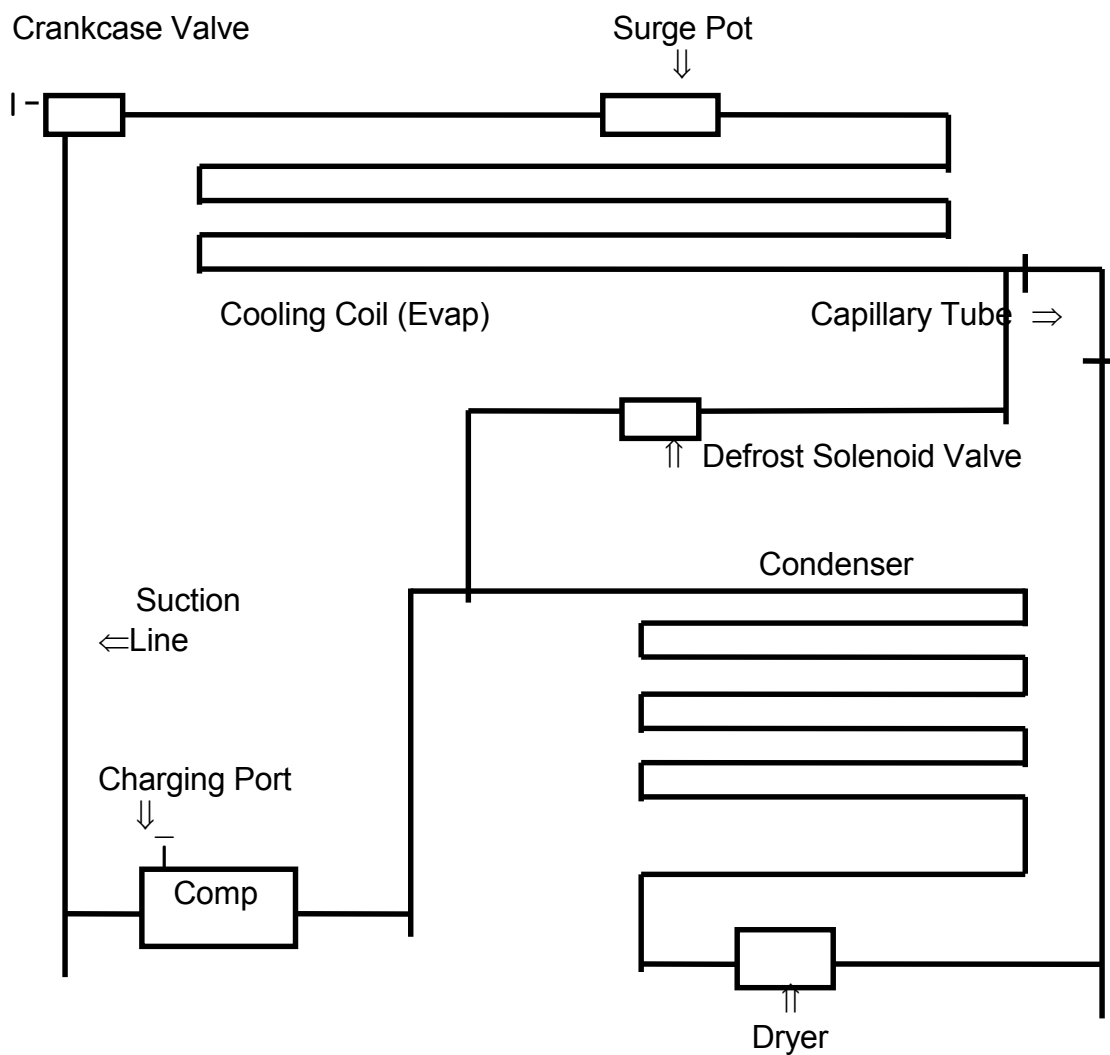 Crankcase Valve
Surge Pot
⇓
Cooling Coil (Evap)
Capillary Tube ⇒
⇑ Defrost Solenoid Valve
Condenser
Suction
⇐Line
Charging Port
⇓
Comp
⇑
Dryer